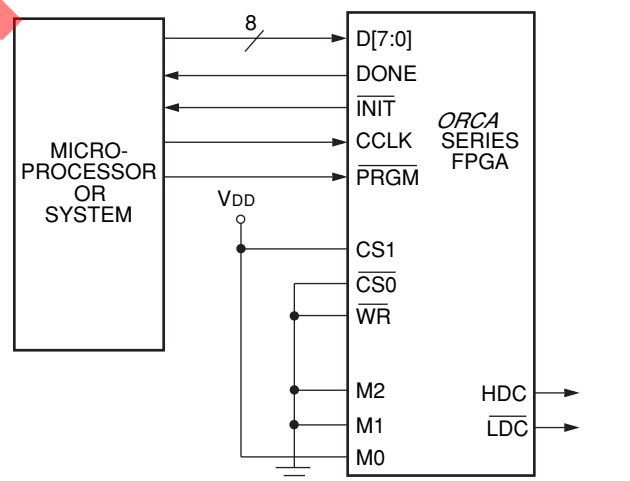 8
D[7:0]
DONE
INIT
CCLK
PRGM
MICRO-
PROCESSOR
OR
SYSTEM
ORCA
SERIES
FPGA
VDD
CS1
CS0
WR
M2
M1
M0
HDC
LDC